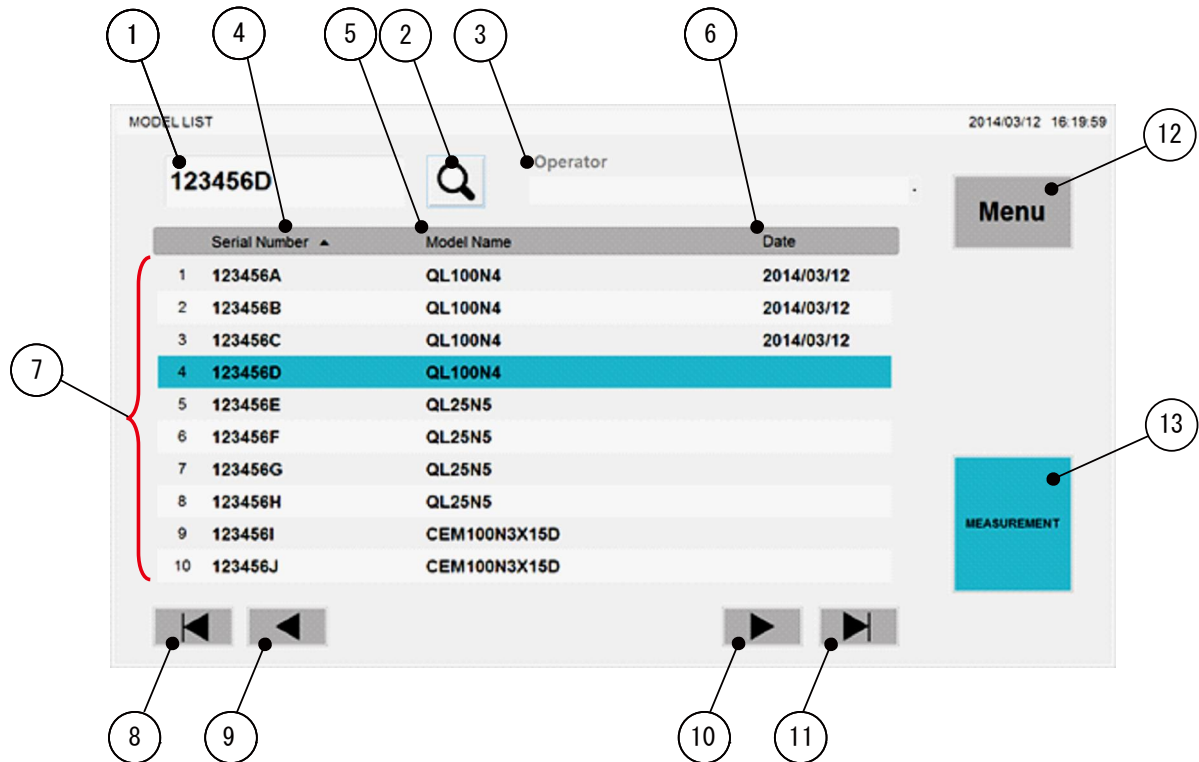 1 4 5 2 3 6
MODEL LIST 2014/03/12 16:19:59
12
123456D Operator
Menu
Serial Number ▲ Model Name Date
1 123456A QL100N4 2014/03/12
2 123456B QL100N4 2014/03/12
3 123456C QL100N4 2014/03/12
7
4 123456D QL100N4
5 123456E QL25N5
13
6 123456F QL25N5
7 123456G QL25N5
8 123456H QL25N5
MEASUREMENT
9 123456I CEM100N3X15D
10 123456J CEM100N3X15D
8 9 10 11